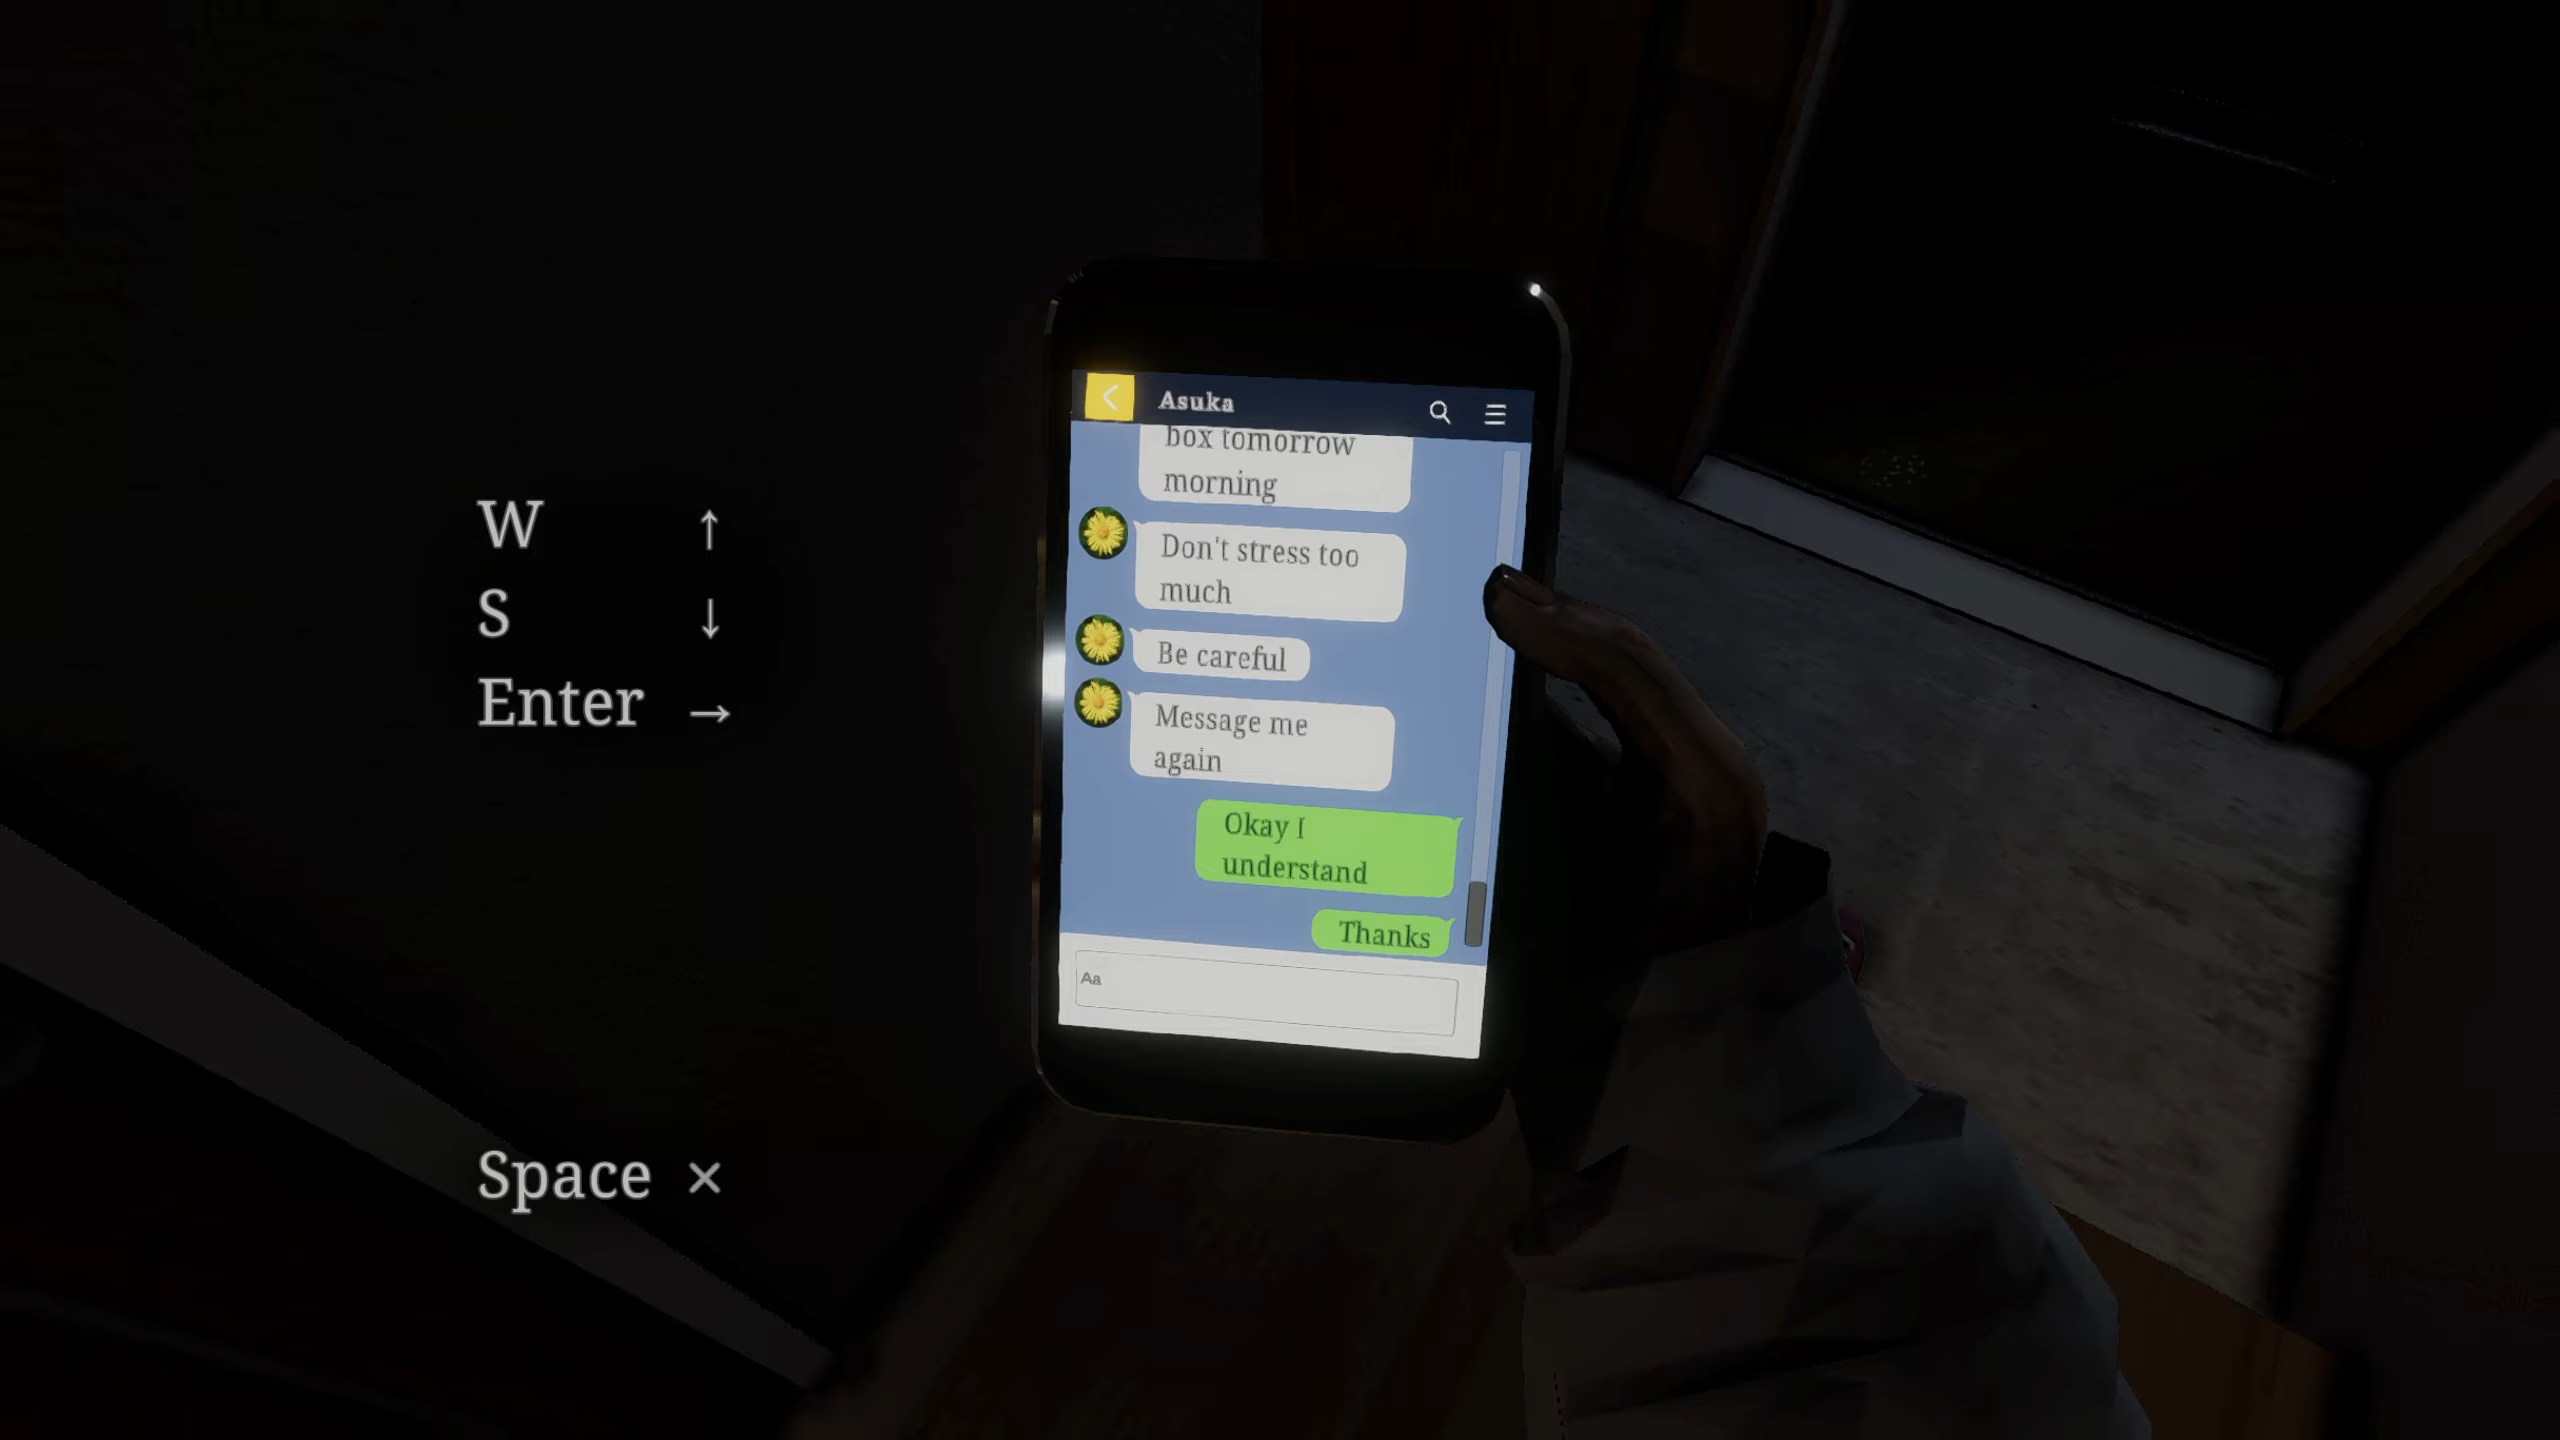 W ↑
S ↓
Enter →
Space ×
Asuka
box tomorrow
morning
Don't stress too
much
Be careful
Message me
again
Okay I
understand
Thanks
Aa